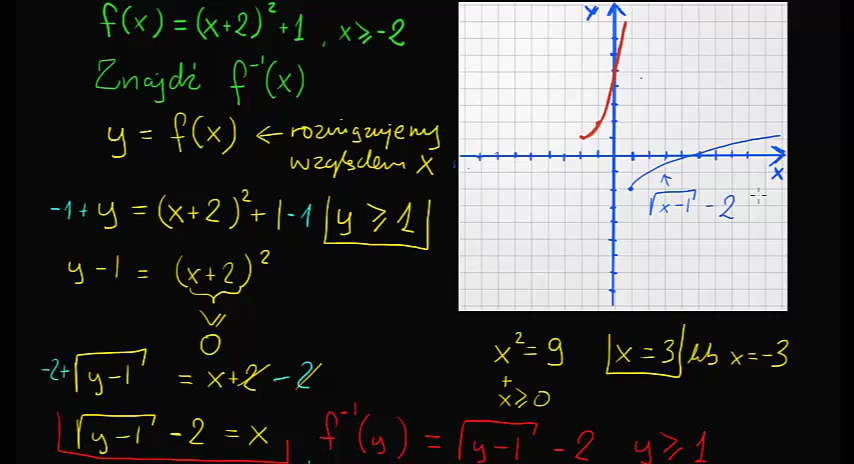 f(x) = (x+2)² + 1 , x ≥ -2
Znajdź f⁻¹(x)
y = f(x) ← rozwiązujemy
względem x
-1 + y = (x+2)² + 1 -1 y ≥ 1
y - 1 = (x+2)²
≥
0
-2 + √(y-1) = x + 2 - 2
√(y-1) - 2 = x
f⁻¹(y) = √(y-1) - 2 y ≥ 1
y
x
√(x-1) - 2
x² = 9 x = 3 lub x = -3
+
x ≥ 0